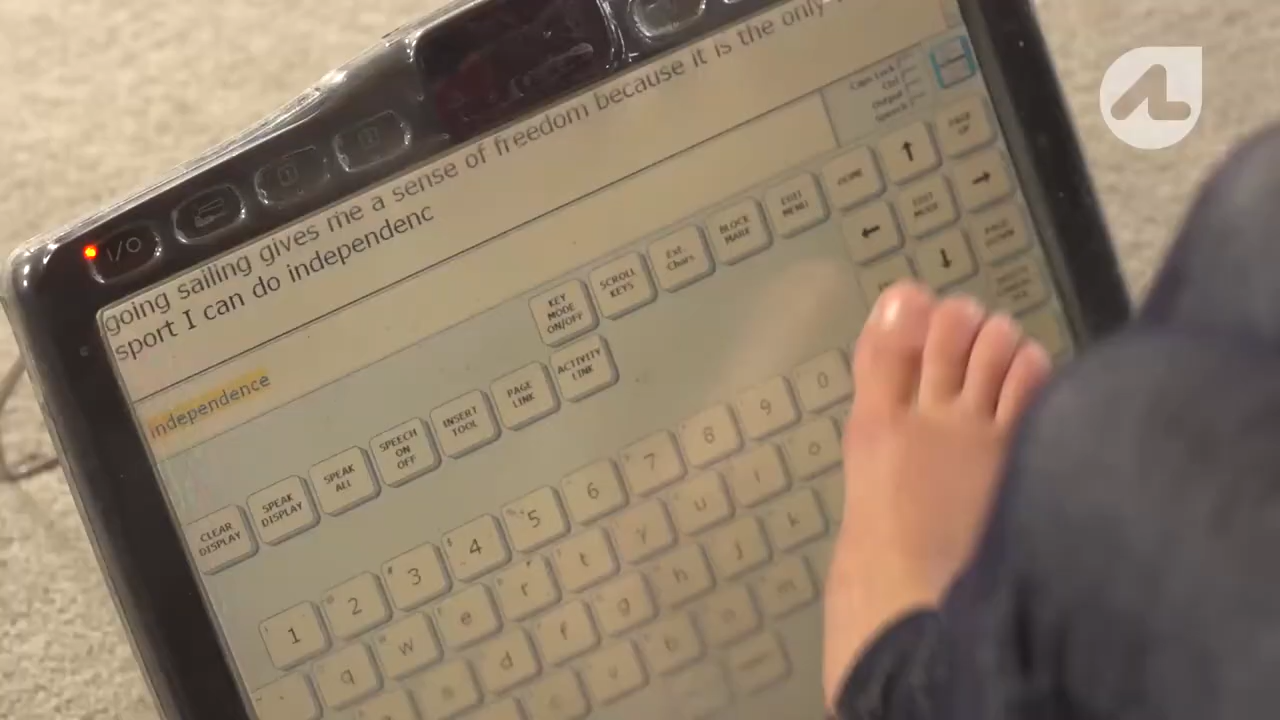 going sailing gives me a sense of freedom because it is the only
sport I can do independenc
independence
I/O
Caps Lock
Ctrl
Output
Speech
PAGE UP
HOME
EDIT MENU
BLOCK MARK
Ext. Chars
SCROLL KEYS
KEY MODE ON/OFF
EDIT MODE
PAGE DOWN
ACTIVITY LINK
PAGE LINK
INSERT TOOL
SPEECH ON OFF
SPEAK ALL
SPEAK DISPLAY
CLEAR DISPLAY
1 2 3 4 5 6 7 8 9 0
q w e r t y u i o
a s d f g h j k
c v b n m